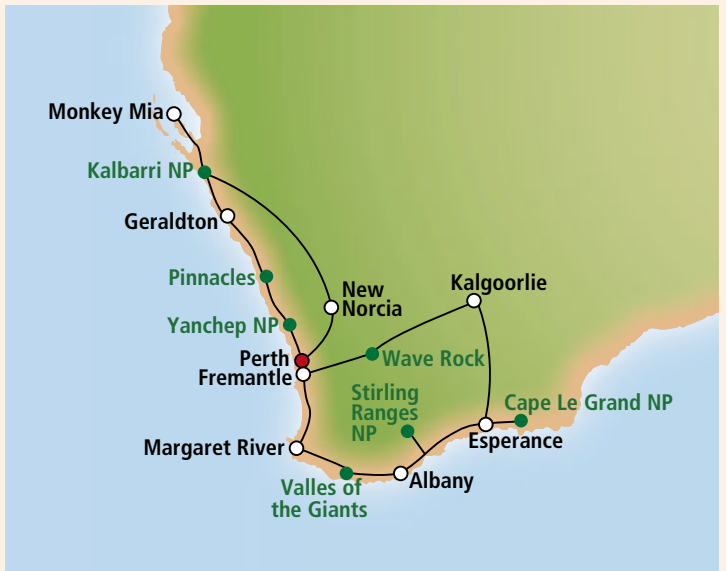 Monkey Mia
Kalbarri NP
Geraldton
Pinnacles
New
Norcia
Kalgoorlie
Yanchep NP
Perth
Wave Rock
Fremantle
Stirling
Ranges
NP
Cape Le Grand NP
Esperance
Margaret River
Albany
Valles of
the Giants